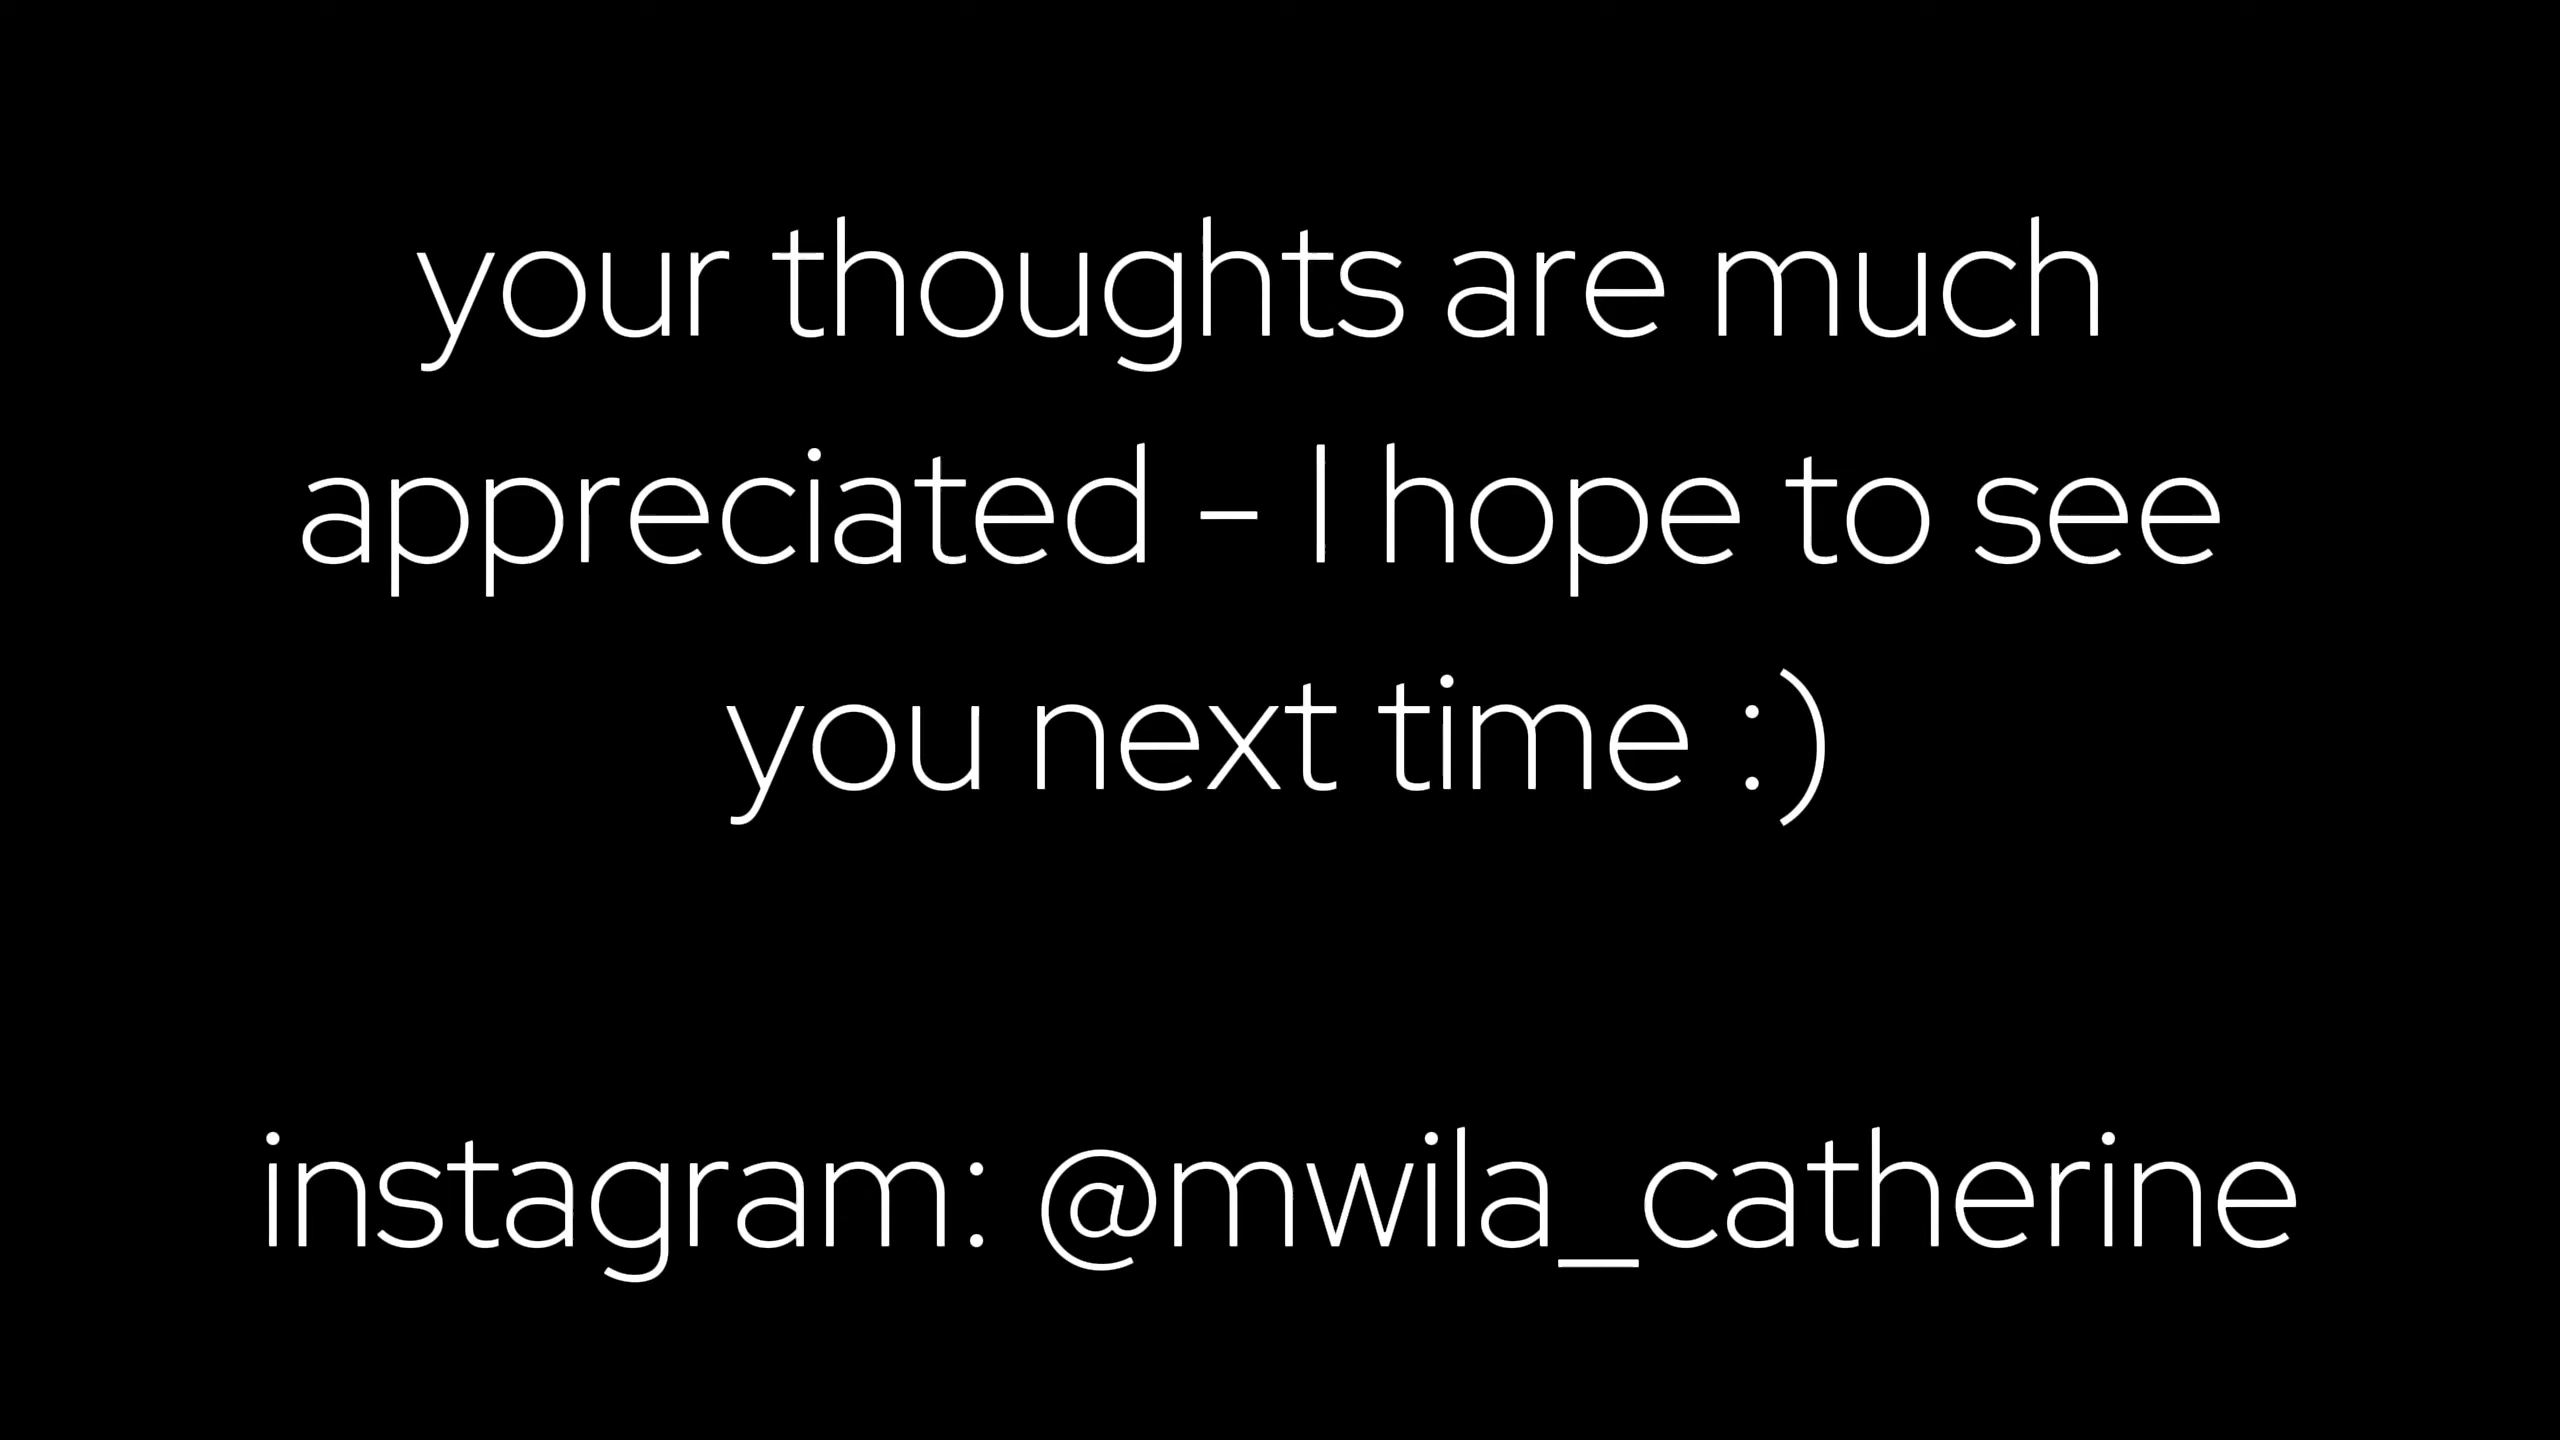 your thoughts are much
appreciated - I hope to see
you next time :)
instagram: @mwila_catherine